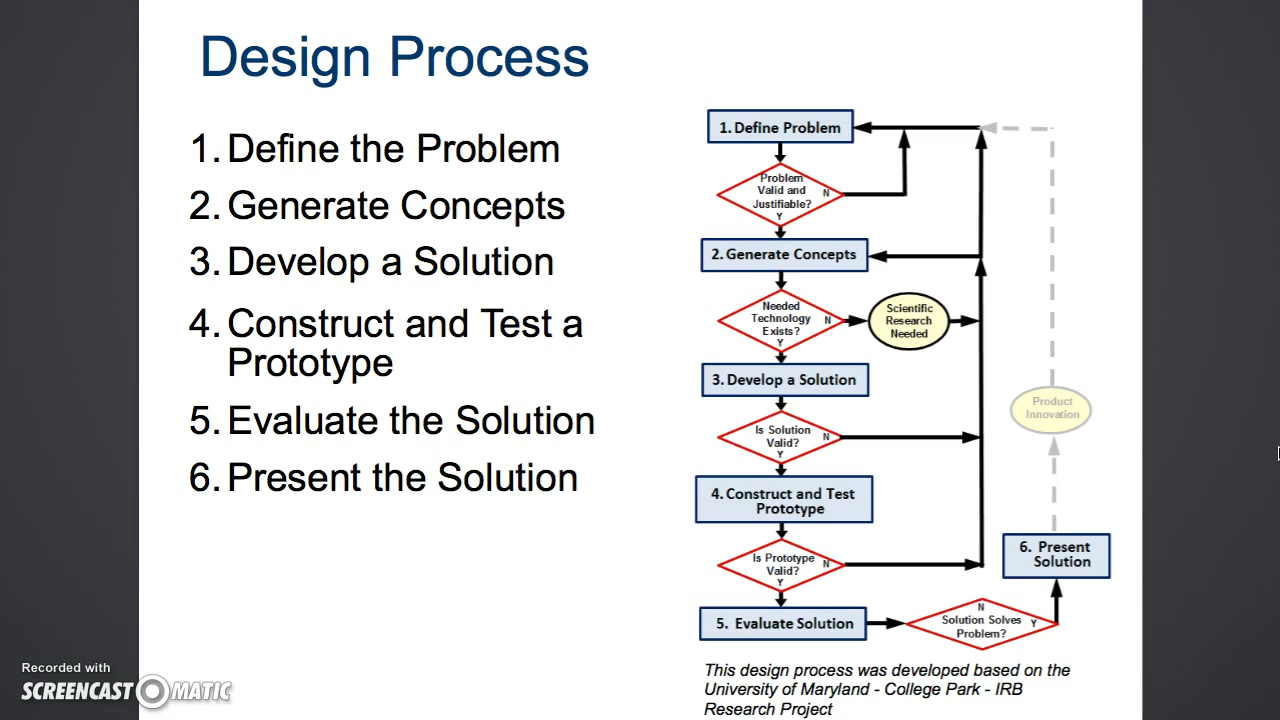 Design Process
1. Define the Problem
2. Generate Concepts
3. Develop a Solution
4. Construct and Test a
Prototype
5. Evaluate the Solution
6. Present the Solution
1. Define Problem
Problem
Valid and
Justifiable?
N
Y
2. Generate Concepts
Needed
Technology
Exists?
N
Y
Scientific
Research
Needed
3. Develop a Solution
Is Solution
Valid?
N
Y
Product
Innovation
4. Construct and Test
Prototype
Is Prototype
Valid?
N
Y
6. Present
Solution
5. Evaluate Solution
N
Solution Solves
Problem?
Y
This design process was developed based on the
University of Maryland - College Park - IRB
Research Project
Recorded with
SCREENCAST MATIC